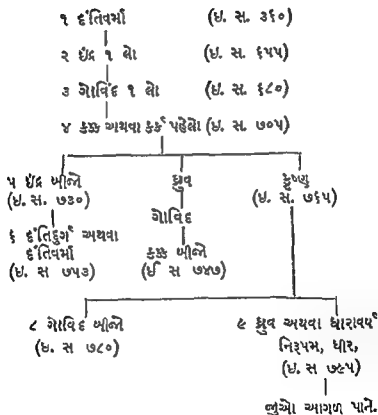 ૧ દંતિવર્મા (ઇ. સ. ૩૬૦)
૨ ઇંદ્ર ૧ લો (ઇ. સ. ૬૫૫)
૩ ગોવિંદ ૧ લો (ઇ. સ. ૬૮૦)
૪ કક્ક અથવા કર્ક પહેલો (ઇ. સ. ૭૦૫)
૫ ઇંદ્ર બીજો ધ્રુવ કૃષ્ણ
(ઇ. સ. ૭૩૦) (ઇ. સ. ૭૬૫)
ગોવિંદ
૬ દંતિદુર્ગ અથવા
દંતિવર્મા કક્ક બીજો
(ઇ. સ ૭૫૩) (ઈ સ ૭૪૭)
૮ ગોવિંદ બીજો ૯ ધ્રુવ અથવા ધારાવર્ષ
(ઇ. સ ૭૮૦) નિરૂપમ, ધીર,
(ઇ. સ ૭૯૫)
જીઓ આગળ પાને.